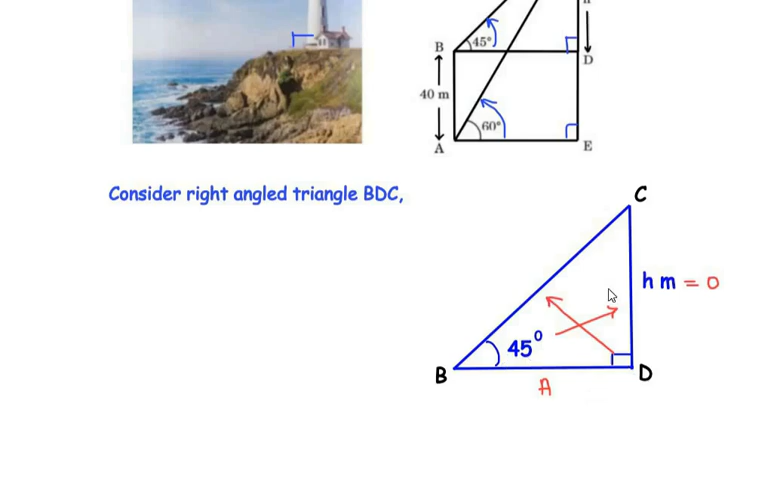 B
45°
D
40 m
60°
A
E
Consider right angled triangle BDC,
C
h m = O
45°
B
D
A